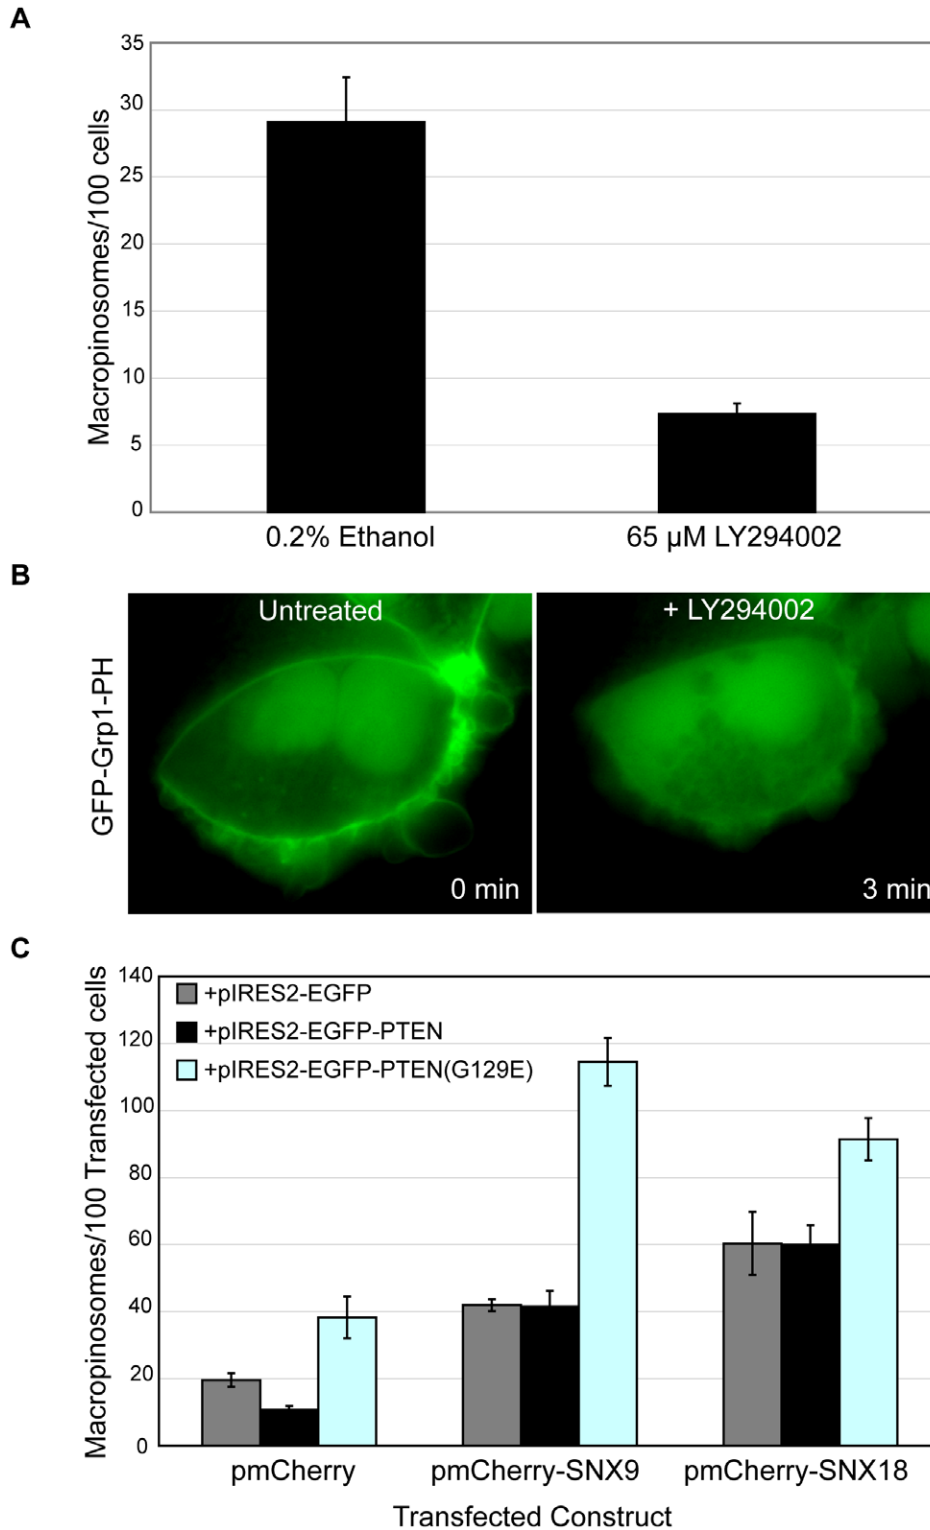 A
Macropinosomes/100 cells
35
30
25
20
15
10
5
0
0.2% Ethanol
65 µM LY294002
B
GFP-Grp1-PH
Untreated
0 min
+ LY294002
3 min
C
Macropinosomes/100 Transfected cells
140
120
100
80
60
40
20
0
+pIRES2-EGFP
+pIRES2-EGFP-PTEN
+pIRES2-EGFP-PTEN(G129E)
pmCherry
pmCherry-SNX9
pmCherry-SNX18
Transfected Construct